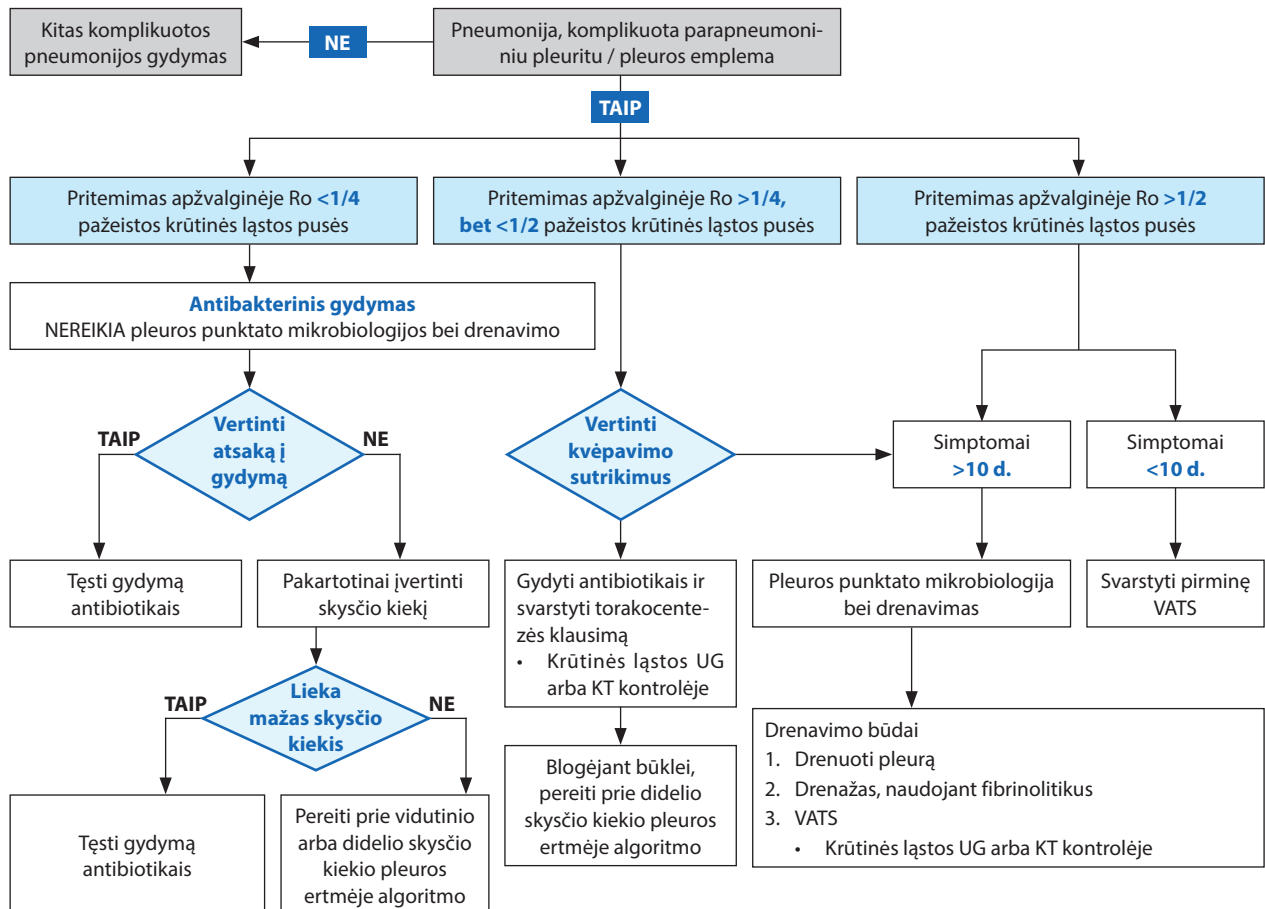 Kitas komplikuotos
pneumonijos gydymas
NE
Pneumonija, komplikuota parapneumoni-
niu pleuritu / pleuros emplema
TAIP
Pritemimas apžvalginėje Ro <1/4
pažeistos krūtinės ląstos pusės
Pritemimas apžvalginėje Ro >1/4,
bet <1/2 pažeistos krūtinės ląstos pusės
Pritemimas apžvalginėje Ro >1/2
pažeistos krūtinės ląstos pusės
Antibakterinis gydymas
NEREIKIA pleuros punktato mikrobiologijos bei drenavimo
Vertinti
atsaką į
gydymą
TAIP
NE
Vertinti
kvėpavimo
sutrikimus
Simptomai
>10 d.
Simptomai
<10 d.
Tęsti gydymą
antibiotikais
Pakartotinai įvertinti
skysčio kiekį
Gydyti antibiotikais ir
svarstyti torakocente-
zės klausimą
• Krūtinės ląstos UG
arba KT kontrolėje
Pleuros punktato mikrobiologija
bei drenavimas
Svarstyti pirminę
VATS
Lieka
mažas skysčio
kiekis
TAIP
NE
Tęsti gydymą
antibiotikais
Pereiti prie vidutinio
arba didelio skysčio
kiekio pleuros
ertmėje algoritmo
Blogėjant būklei,
pereiti prie didelio
skysčio kiekio pleuros
ertmėje algoritmo
Drenavimo būdai
1. Drenuoti pleurą
2. Drenažas, naudojant fibrinolitikus
3. VATS
• Krūtinės ląstos UG arba KT kontrolėje